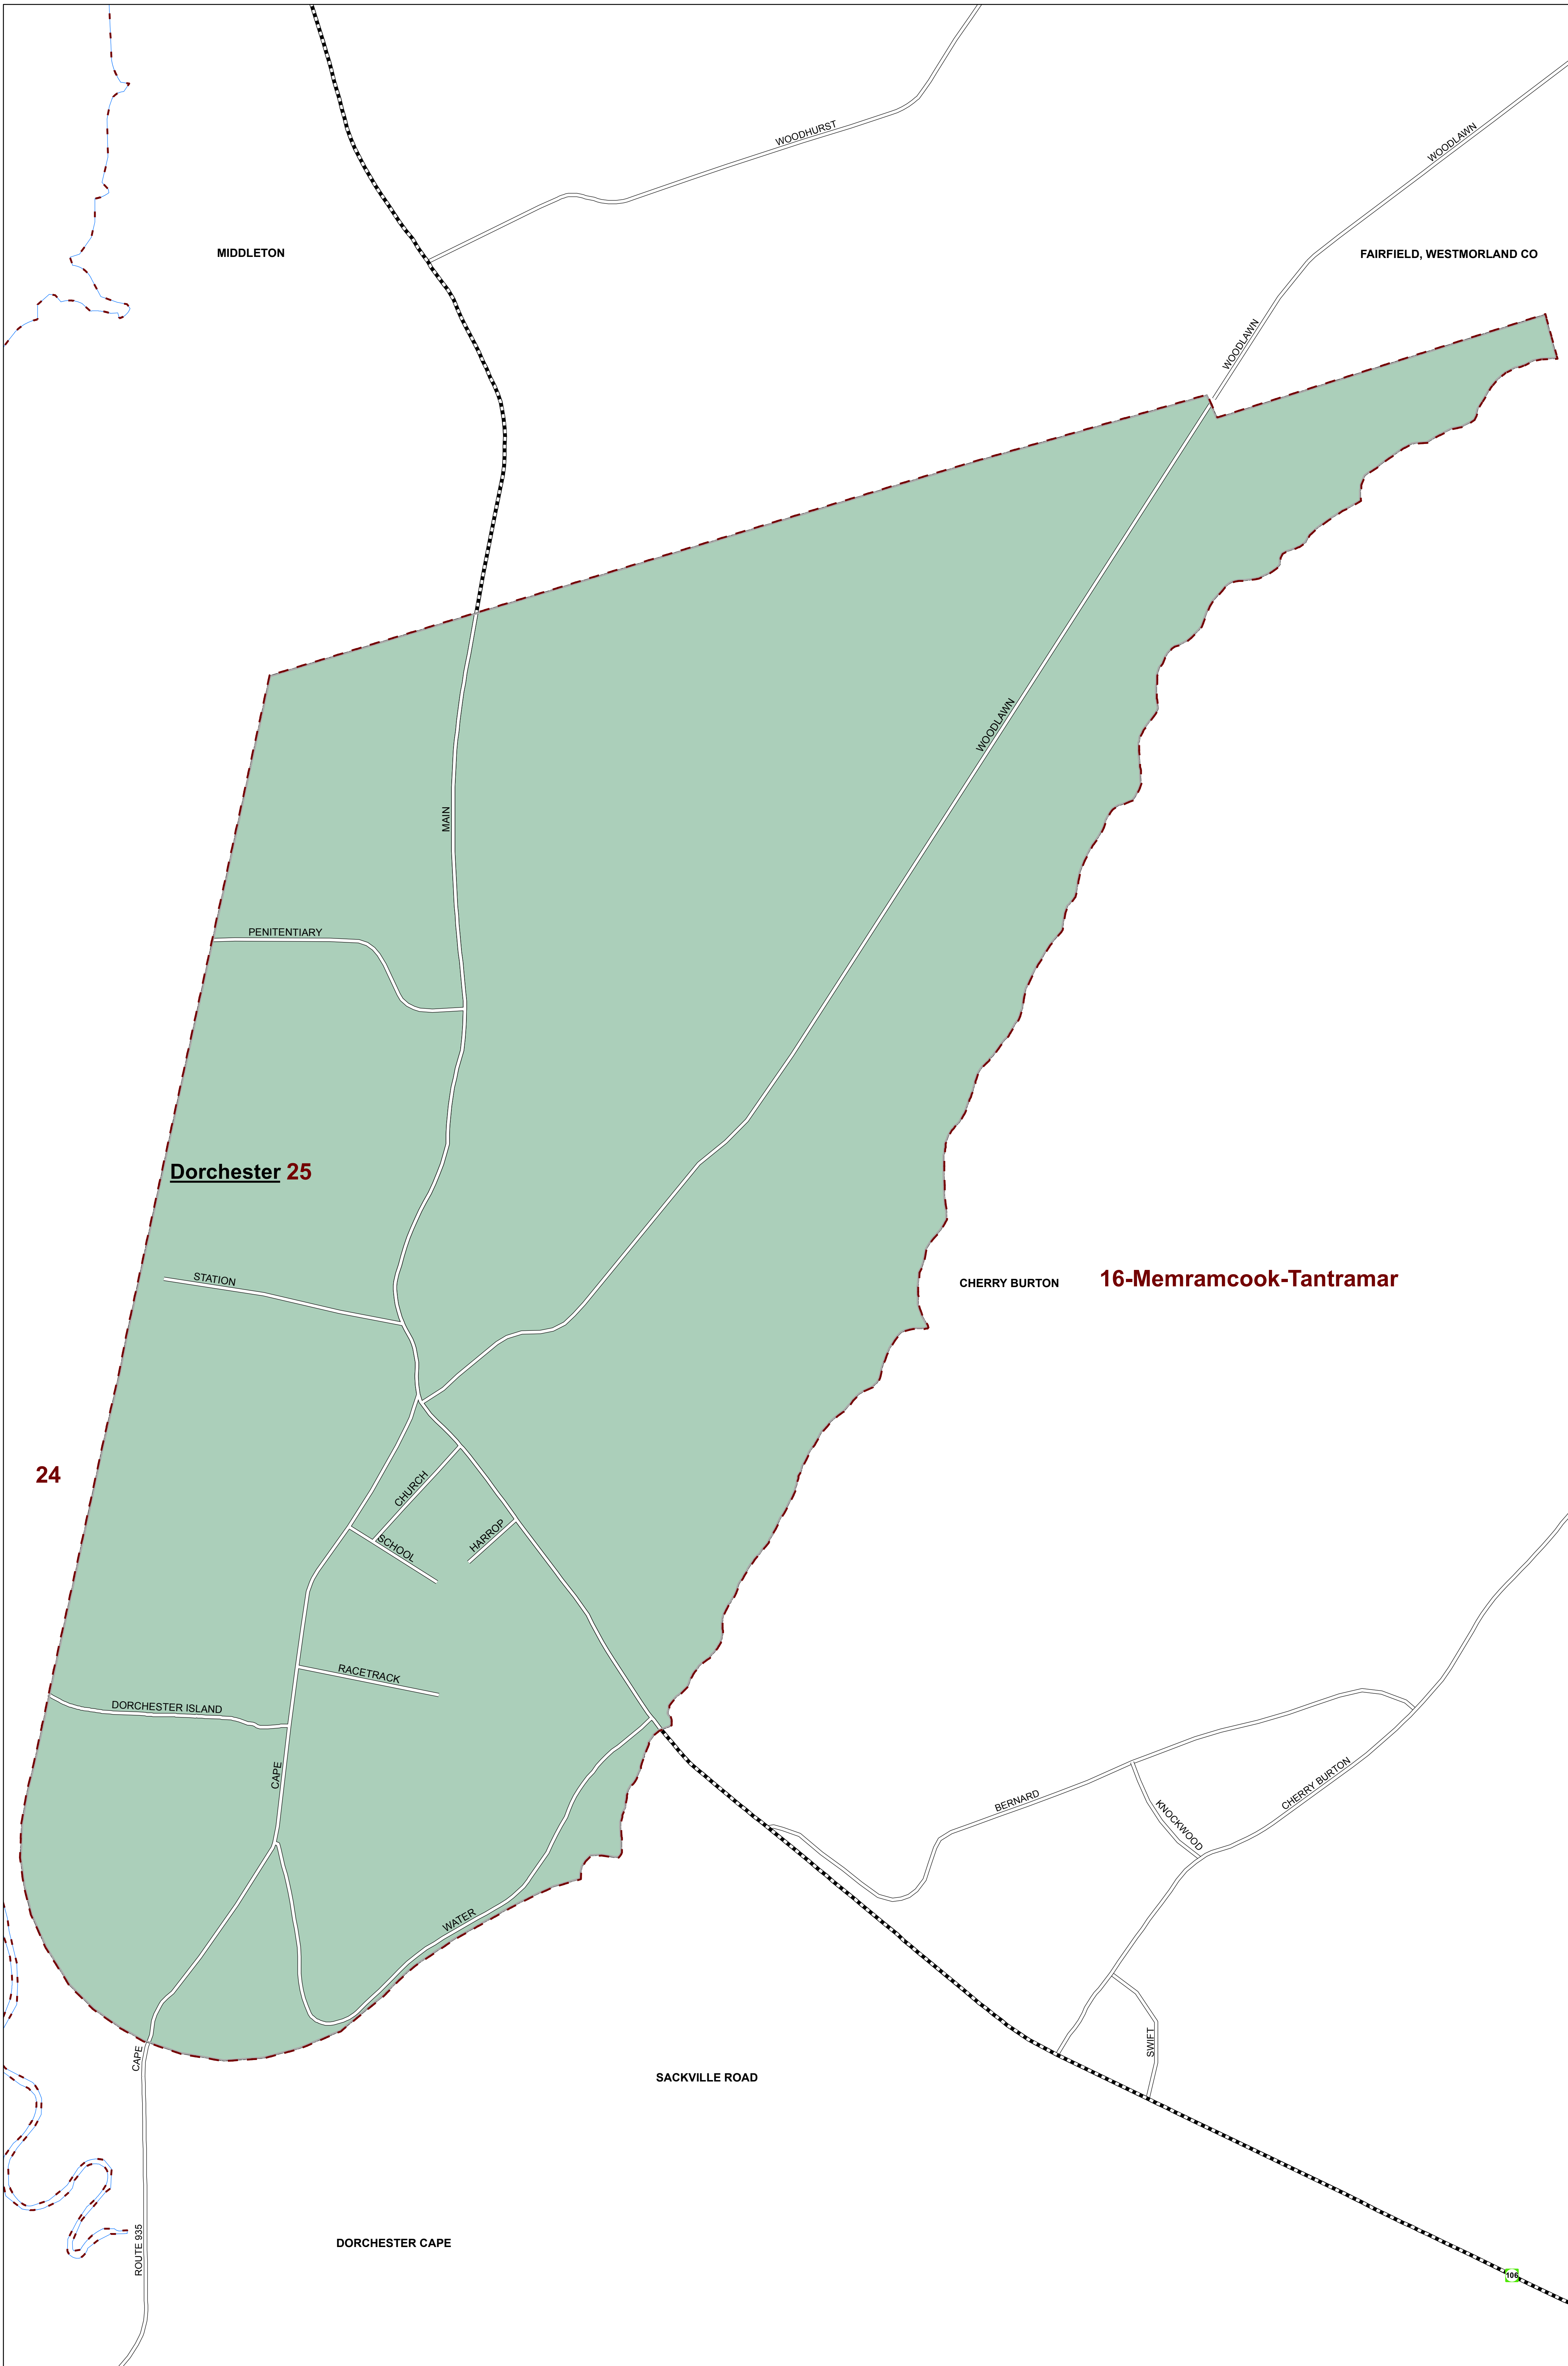 WOODHURST
WOODLAWN
MIDDLETON
FAIRFIELD, WESTMORLAND CO
WOODLAWN
WOODLAWN
MAIN
PENITENTIARY
Dorchester 25
STATION
CHERRY BURTON
16-Memramcook-Tantramar
24
CHURCH
HARROP
SCHOOL
RACETRACK
DORCHESTER ISLAND
CAPE
BERNARD
KNOCKWOOD
CHERRY BURTON
WATER
SWIFT
CAPE
SACKVILLE ROAD
ROUTE 935
DORCHESTER CAPE
106